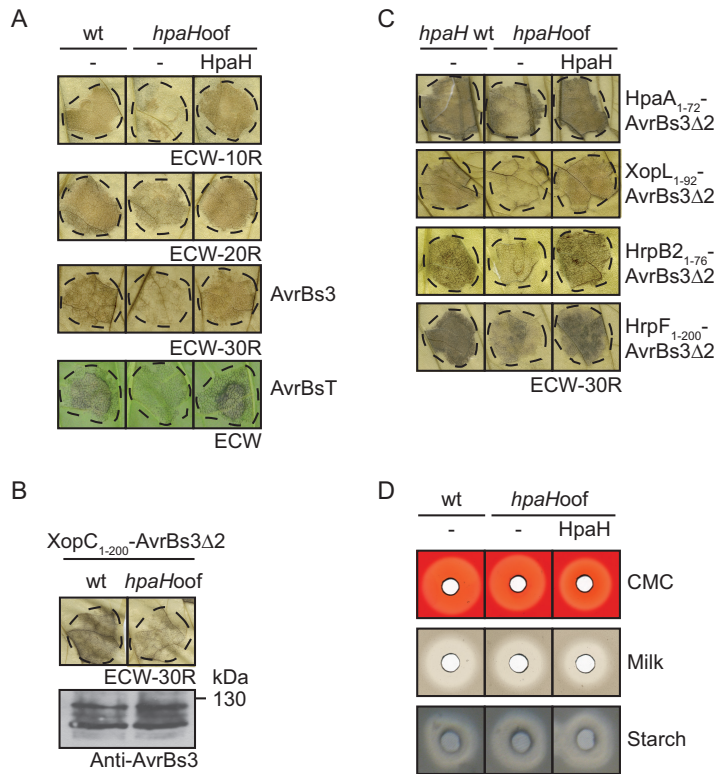 A
wt hpaHoof
- - HpaH
ECW-10R
ECW-20R
AvrBs3
ECW-30R
AvrBsT
ECW
B
XopC1-200-AvrBs3Δ2
wt hpaHoof
ECW-30R
kDa
130
Anti-AvrBs3
C
hpaH wt hpaHoof
- - HpaH
HpaA1-72-
AvrBs3Δ2
XopL1-92-
AvrBs3Δ2
HrpB21-76-
AvrBs3Δ2
HrpF1-200-
AvrBs3Δ2
ECW-30R
D
wt hpaHoof
- - HpaH
CMC
Milk
Starch